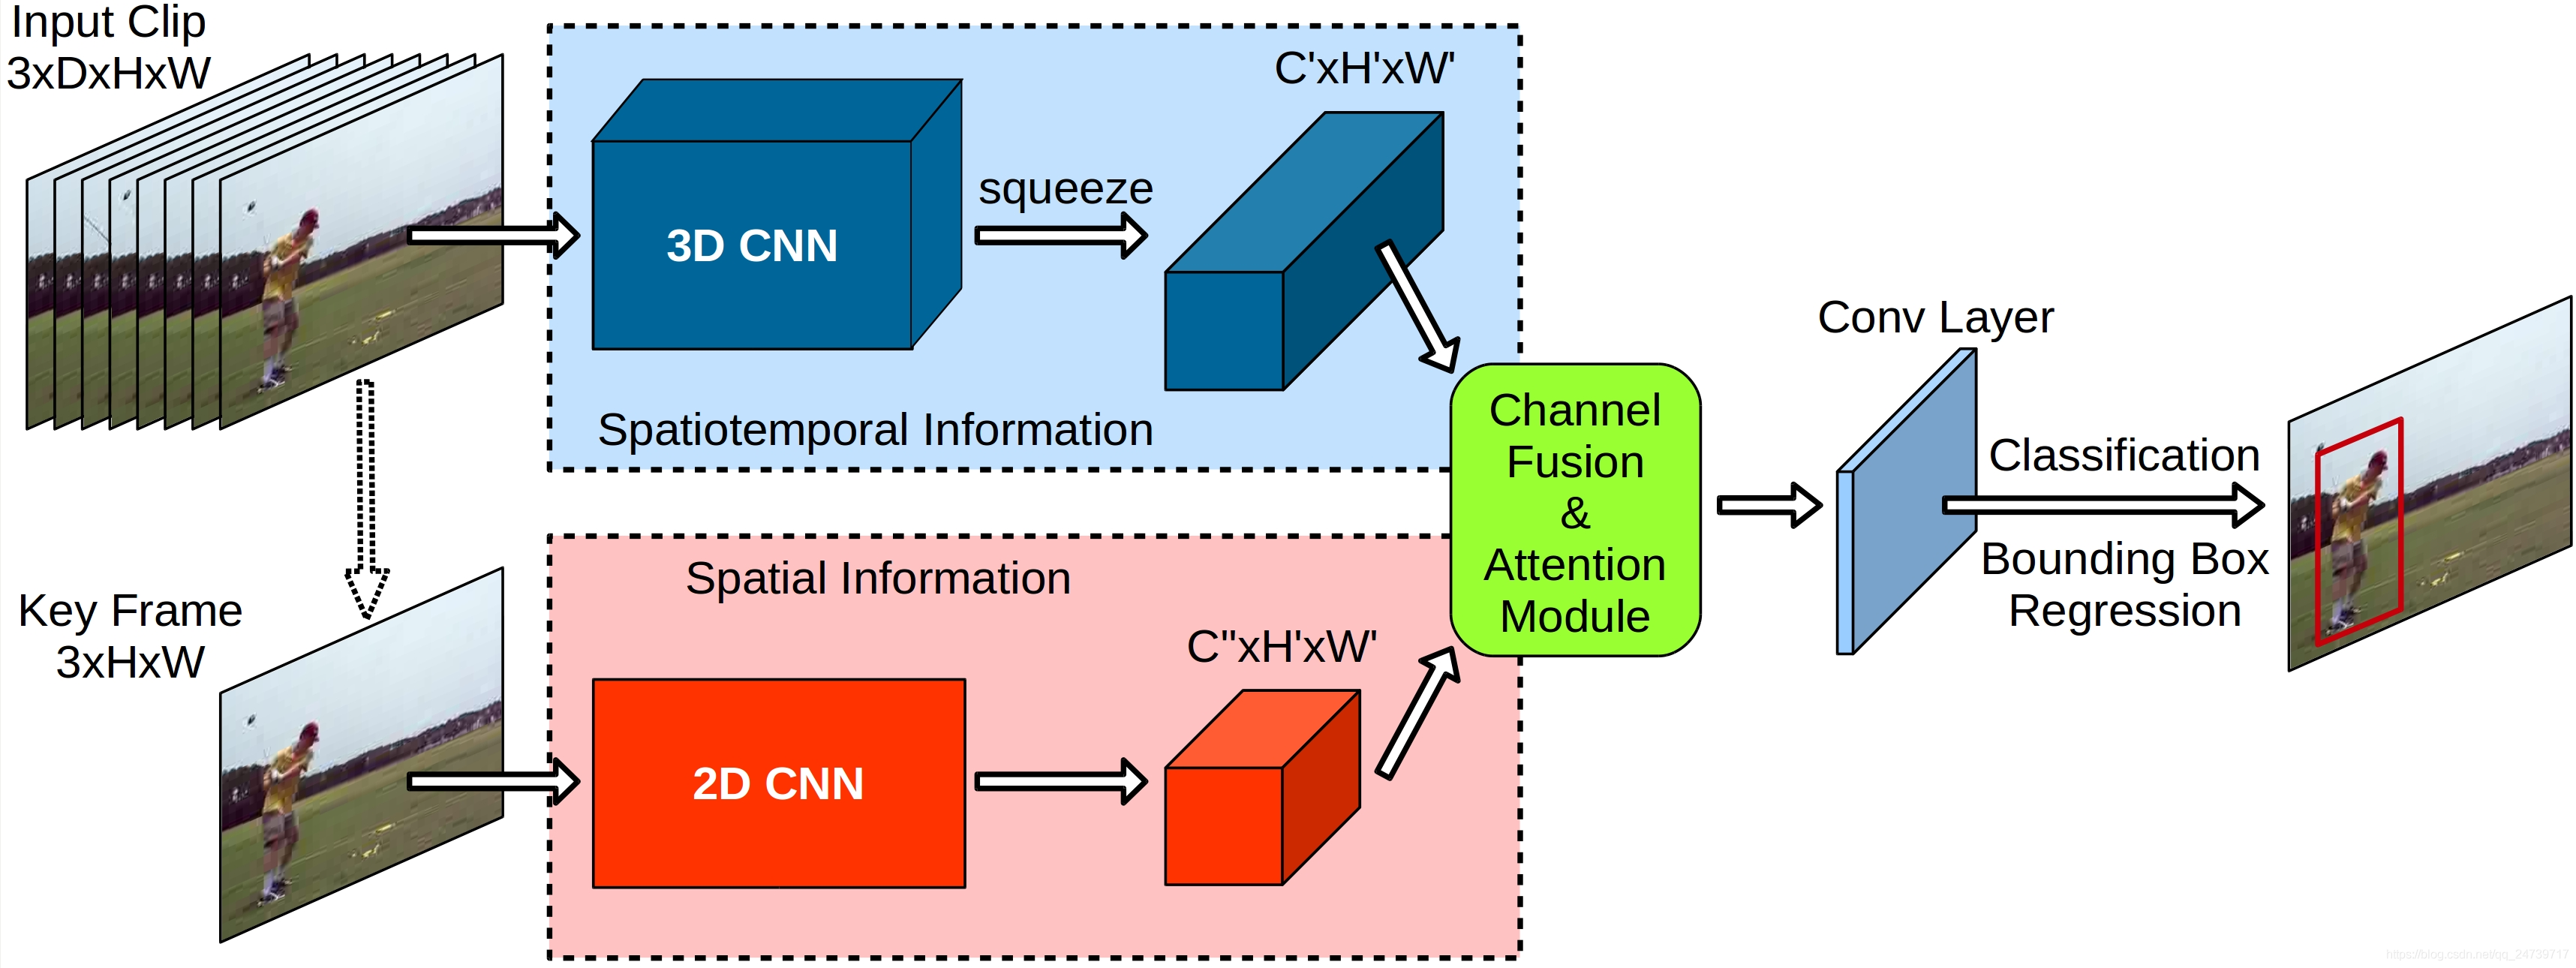 Input Clip
3xDxHxW
C'xH'xW'
squeeze
3D CNN
Spatiotemporal Information
Key Frame
3xHxW
Spatial Information
C"xH'xW'
2D CNN
Channel
Fusion
&
Attention
Module
Conv Layer
Classification
Bounding Box
Regression
https://blog.csdn.net/qq_24739717